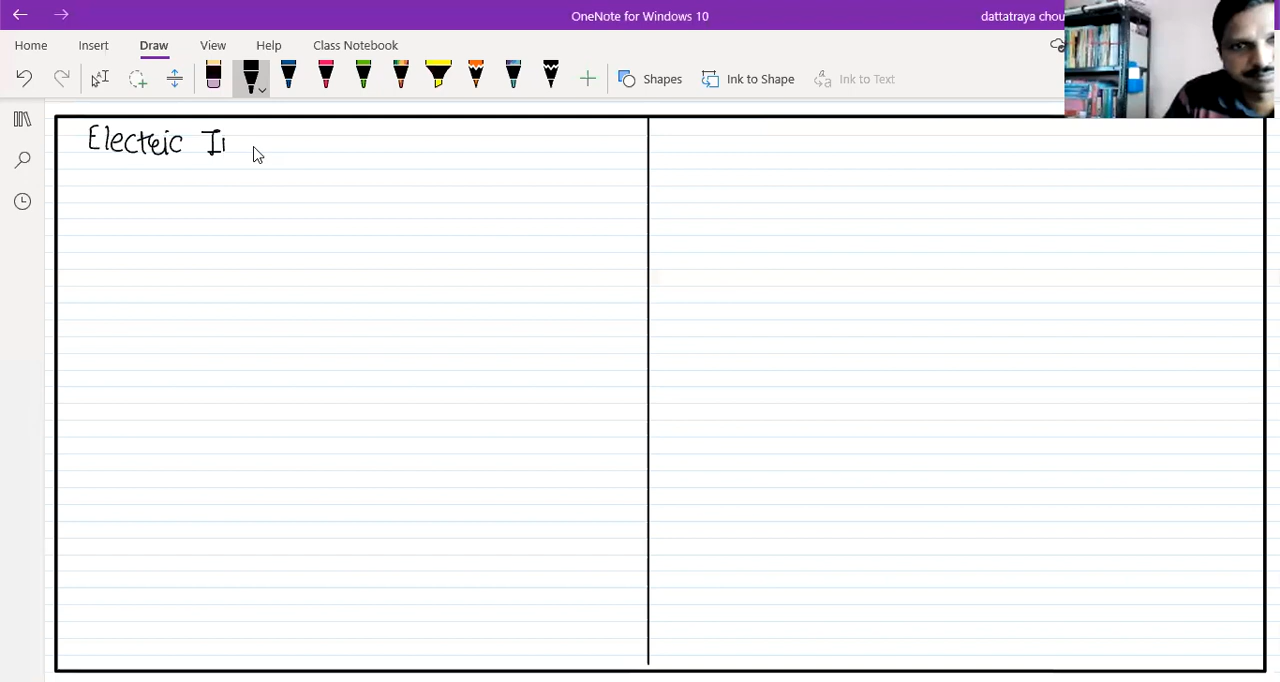 OneNote for Windows 10
dattatraya chou
Home Insert Draw View Help Class Notebook
Shapes Ink to Shape Ink to Text
Electric